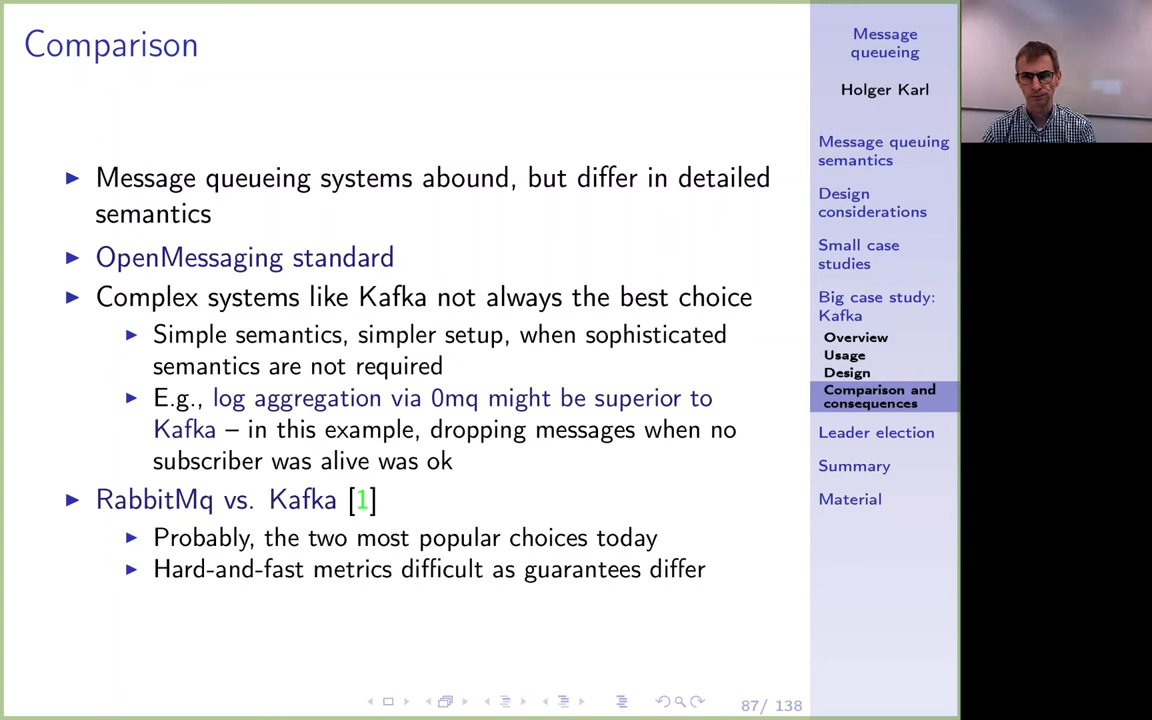 Comparison
Message queueing systems abound, but differ in detailed
semantics
OpenMessaging standard
Complex systems like Kafka not always the best choice
Simple semantics, simpler setup, when sophisticated
semantics are not required
E.g., log aggregation via 0mq might be superior to
Kafka – in this example, dropping messages when no
subscriber was alive was ok
RabbitMq vs. Kafka [1]
Probably, the two most popular choices today
Hard-and-fast metrics difficult as guarantees differ
87/ 138
Message
queueing
Holger Karl
Message queuing
semantics
Design
considerations
Small case
studies
Big case study:
Kafka
Overview
Usage
Design
Comparison and
consequences
Leader election
Summary
Material